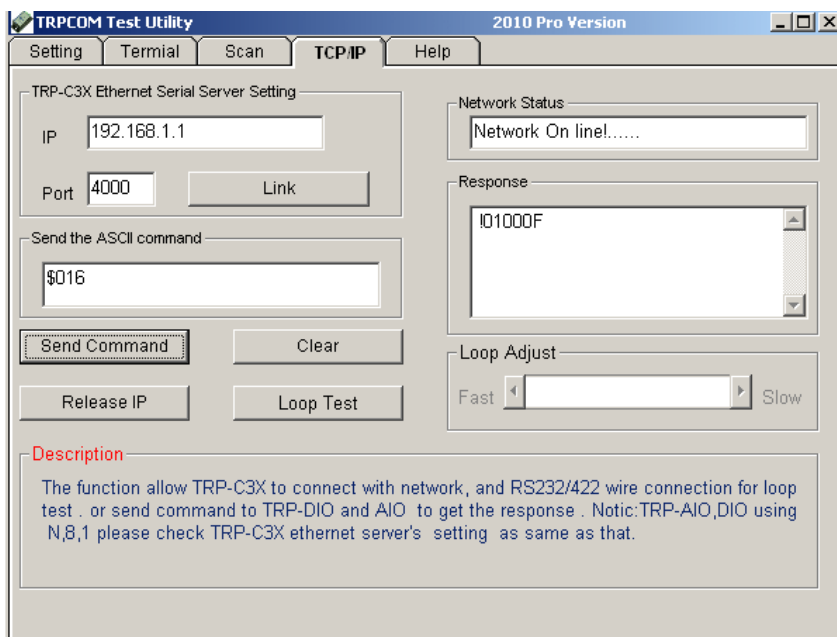 TRPCOM Test Utility 2010 Pro Version
Setting Termial Scan TCP/IP Help
TRP-C3X Ethernet Serial Server Setting
IP 192.168.1.1
Port 4000 Link
Send the ASCII command
$016
Send Command Clear
Release IP Loop Test
Network Status
Network On line!......
Response
!01000F
Loop Adjust
Fast Slow
Description
The function allow TRP-C3X to connect with network, and RS232/422 wire connection for loop
test . or send command to TRP-DIO and AIO to get the response . Notic:TRP-AIO,DIO using
N,8,1 please check TRP-C3X ethernet server's setting as same as that.